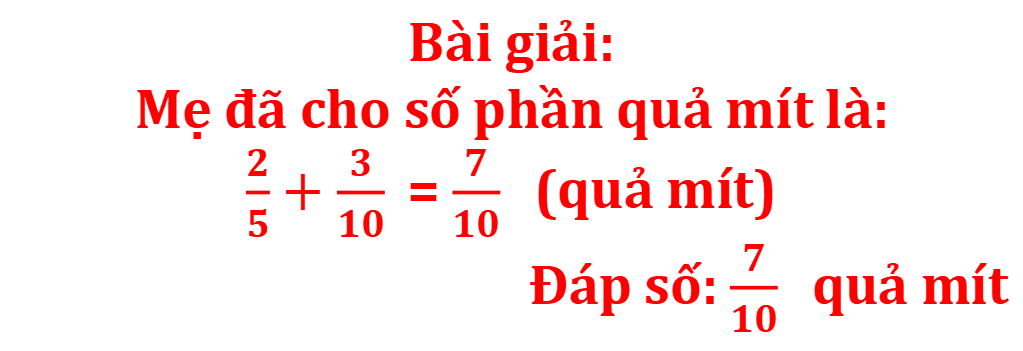 Bài giải:
Mẹ đã cho số phần quả mít là:
2/5 + 3/10 = 7/10 (quả mít)
Đáp số: 7/10 quả mít